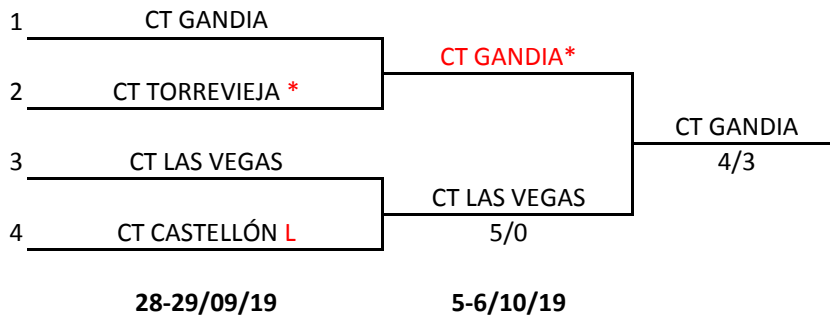 1 CT GANDIA
CT GANDIA*
2 CT TORREVIEJA *
CT GANDIA
4/3
3 CT LAS VEGAS
CT LAS VEGAS
5/0
4 CT CASTELLÓN L
28-29/09/19 5-6/10/19